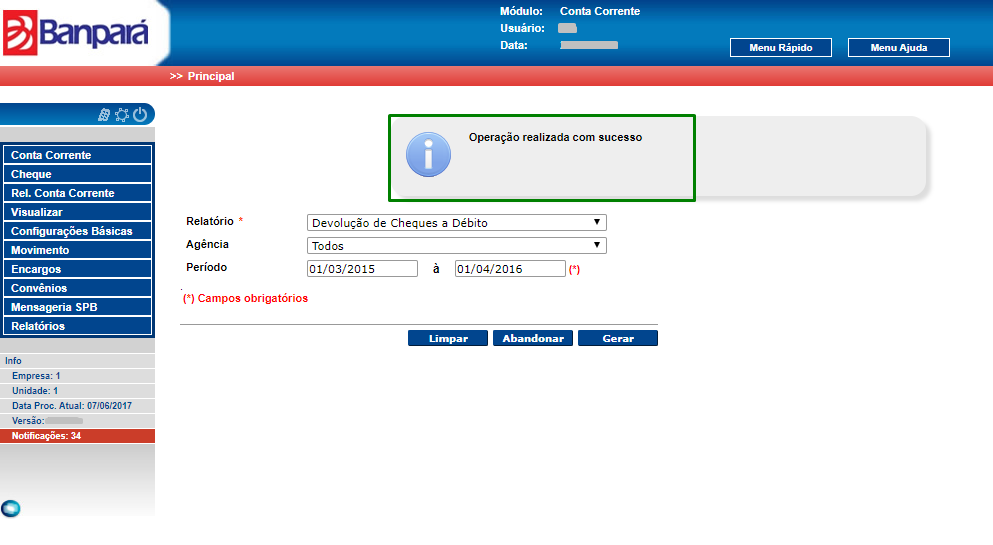 Banpará
Módulo: Conta Corrente
Usuário:
Data:
Menu Rápido
Menu Ajuda
>> Principal
Conta Corrente
Cheque
Rel. Conta Corrente
Visualizar
Configurações Básicas
Movimento
Encargos
Convênios
Mensageria SPB
Relatórios
Info
Empresa: 1
Unidade: 1
Data Proc. Atual: 07/06/2017
Versão:
Notificações: 34
Operação realizada com sucesso
Relatório * Devolução de Cheques a Débito
Agência Todos
Período 01/03/2015 à 01/04/2016 (*)
(*) Campos obrigatórios
Limpar Abandonar Gerar